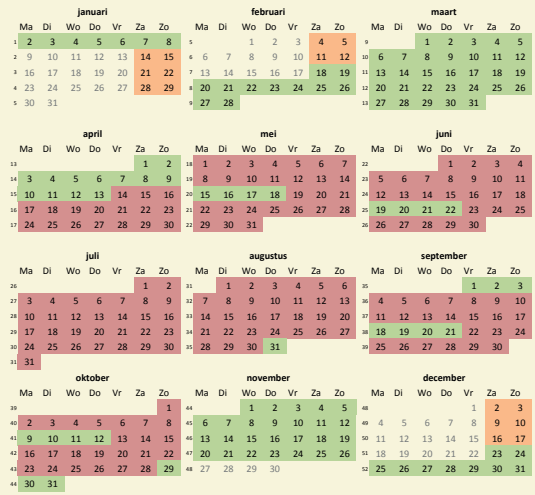 januari
Ma Di Wo Do Vr Za Zo
1 2 3 4 5 6 7 8
2 9 10 11 12 13 14 15
3 16 17 18 19 20 21 22
4 23 24 25 26 27 28 29
5 30 31
februari
Ma Di Wo Do Vr Za Zo
5 1 2 3 4 5
6 6 7 8 9 10 11 12
7 13 14 15 16 17 18 19
8 20 21 22 23 24 25 26
9 27 28
maart
Ma Di Wo Do Vr Za Zo
9 1 2 3 4 5
10 6 7 8 9 10 11 12
11 13 14 15 16 17 18 19
12 20 21 22 23 24 25 26
13 27 28 29 30 31
april
Ma Di Wo Do Vr Za Zo
13 1 2
14 3 4 5 6 7 8 9
15 10 11 12 13 14 15 16
16 17 18 19 20 21 22 23
17 24 25 26 27 28 29 30
mei
Ma Di Wo Do Vr Za Zo
18 1 2 3 4 5 6 7
19 8 9 10 11 12 13 14
20 15 16 17 18 19 20 21
21 22 23 24 25 26 27 28
22 29 30 31
juni
Ma Di Wo Do Vr Za Zo
22 1 2 3 4
23 5 6 7 8 9 10 11
24 12 13 14 15 16 17 18
25 19 20 21 22 23 24 25
26 26 27 28 29 30
juli
Ma Di Wo Do Vr Za Zo
26 1 2
27 3 4 5 6 7 8 9
28 10 11 12 13 14 15 16
29 17 18 19 20 21 22 23
30 24 25 26 27 28 29 30
31 31
augustus
Ma Di Wo Do Vr Za Zo
31 1 2 3 4 5 6
32 7 8 9 10 11 12 13
33 14 15 16 17 18 19 20
34 21 22 23 24 25 26 27
35 28 29 30 31
september
Ma Di Wo Do Vr Za Zo
35 1 2 3
36 4 5 6 7 8 9 10
37 11 12 13 14 15 16 17
38 18 19 20 21 22 23 24
39 25 26 27 28 29 30
oktober
Ma Di Wo Do Vr Za Zo
39 1
40 2 3 4 5 6 7 8
41 9 10 11 12 13 14 15
42 16 17 18 19 20 21 22
43 23 24 25 26 27 28 29
44 30 31
november
Ma Di Wo Do Vr Za Zo
44 1 2 3 4 5
45 6 7 8 9 10 11 12
46 13 14 15 16 17 18 19
47 20 21 22 23 24 25 26
48 27 28 29 30
december
Ma Di Wo Do Vr Za Zo
48 1 2 3
49 4 5 6 7 8 9 10
50 11 12 13 14 15 16 17
51 18 19 20 21 22 23 24
52 25 26 27 28 29 30 31